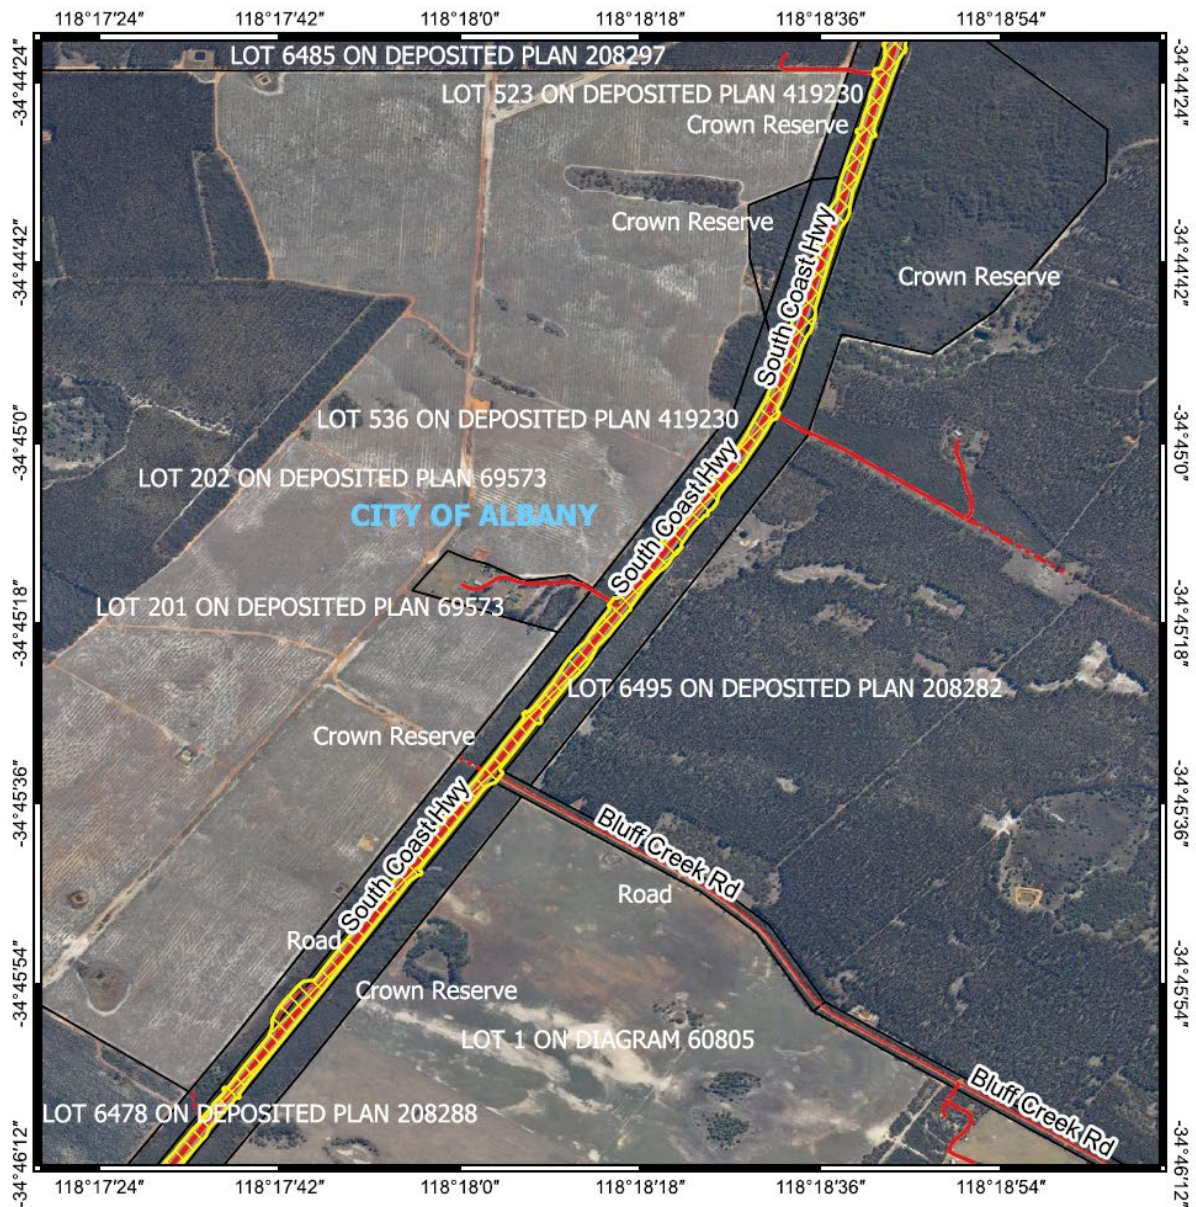 118°17'24" 118°17'42" 118°18'0" 118°18'18" 118°18'36" 118°18'54"
-34°44'24" -34°44'24"
LOT 6485 ON DEPOSITED PLAN 208297
LOT 523 ON DEPOSITED PLAN 419230
Crown Reserve
Crown Reserve
South Coast Hwy
-34°44'42" -34°44'42"
Crown Reserve
LOT 536 ON DEPOSITED PLAN 419230
-34°45'0" -34°45'0"
LOT 202 ON DEPOSITED PLAN 69573
CITY OF ALBANY
South Coast Hwy
LOT 201 ON DEPOSITED PLAN 69573
-34°45'18" -34°45'18"
LOT 6495 ON DEPOSITED PLAN 208282
Crown Reserve
-34°45'36" -34°45'36"
South Coast Hwy
Bluff Creek Rd
Road
Road
-34°45'54" -34°45'54"
Crown Reserve
LOT 1 ON DIAGRAM 60805
Bluff Creek Rd
LOT 6478 ON DEPOSITED PLAN 208288
-34°46'12" -34°46'12"
118°17'24" 118°17'42" 118°18'0" 118°18'18" 118°18'36" 118°18'54"